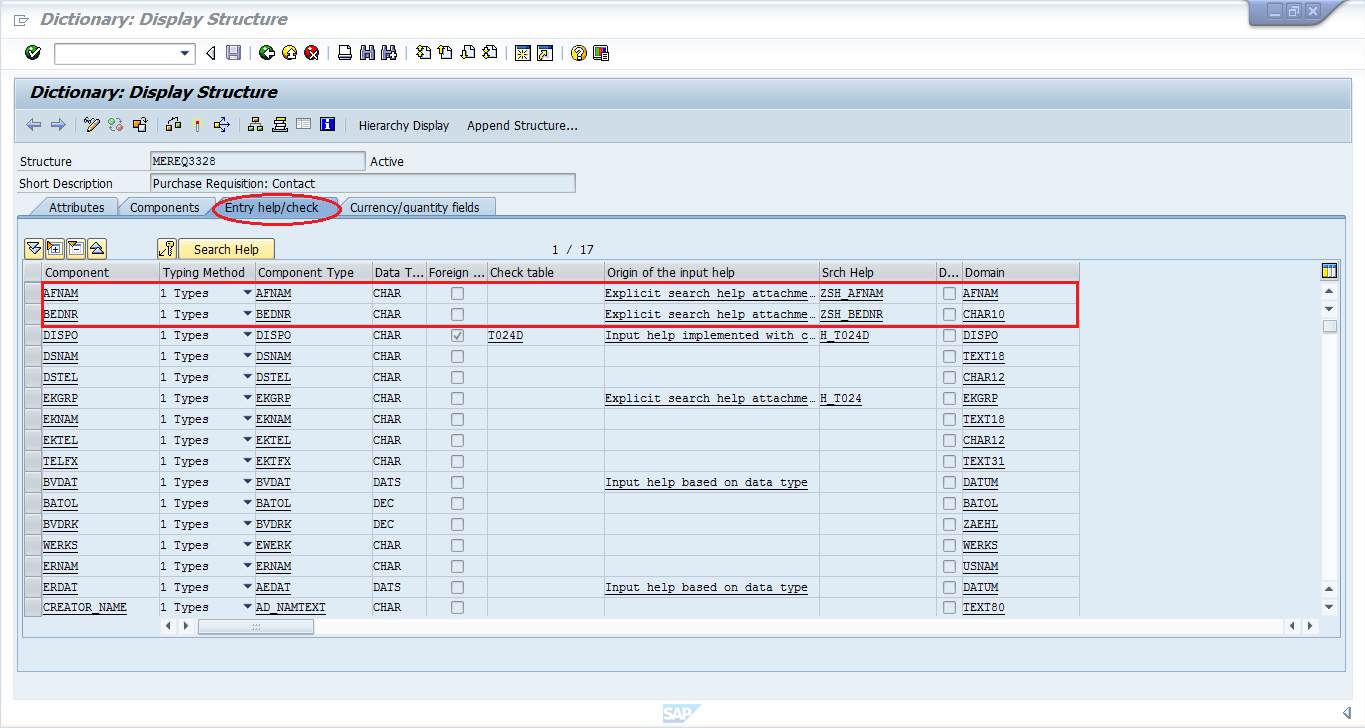 Dictionary: Display Structure
Dictionary: Display Structure
Hierarchy Display Append Structure...
Structure MEREQ3328 Active
Short Description Purchase Requisition: Contact
Attributes Components Entry help/check Currency/quantity fields
Search Help 1 / 17
Component Typing Method Component Type Data T... Foreign ... Check table Origin of the input help Srch Help D... Domain
AFNAM 1 Types AFNAM CHAR Explicit search help attachme... ZSH_AFNAM AFNAM
BEDNR 1 Types BEDNR CHAR Explicit search help attachme... ZSH_BEDNR CHAR10
DISPO 1 Types DISPO CHAR T024D Input help implemented with c... H_T024D DISPO
DSNAM 1 Types DSNAM CHAR TEXT18
DSTEL 1 Types DSTEL CHAR CHAR12
EKGRP 1 Types EKGRP CHAR Explicit search help attachme... H_T024 EKGRP
EKNAM 1 Types EKNAM CHAR TEXT18
EKTEL 1 Types EKTEL CHAR CHAR12
TELFX 1 Types EKTFX CHAR TEXT31
BVDAT 1 Types BVDAT DATS Input help based on data type DATUM
BATOL 1 Types BATOL DEC BATOL
BVDRK 1 Types BVDRK DEC ZAEHL
WERKS 1 Types EWERK CHAR WERKS
ERNAM 1 Types ERNAM CHAR USNAM
ERDAT 1 Types AEDAT DATS Input help based on data type DATUM
CREATOR_NAME 1 Types AD_NAMTEXT CHAR TEXT80
SAP